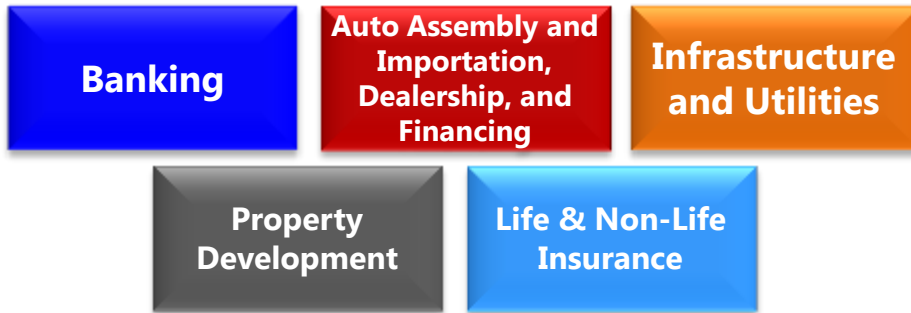 Banking
Auto Assembly and
Importation,
Dealership, and
Financing
Infrastructure
and Utilities
Property
Development
Life & Non-Life
Insurance